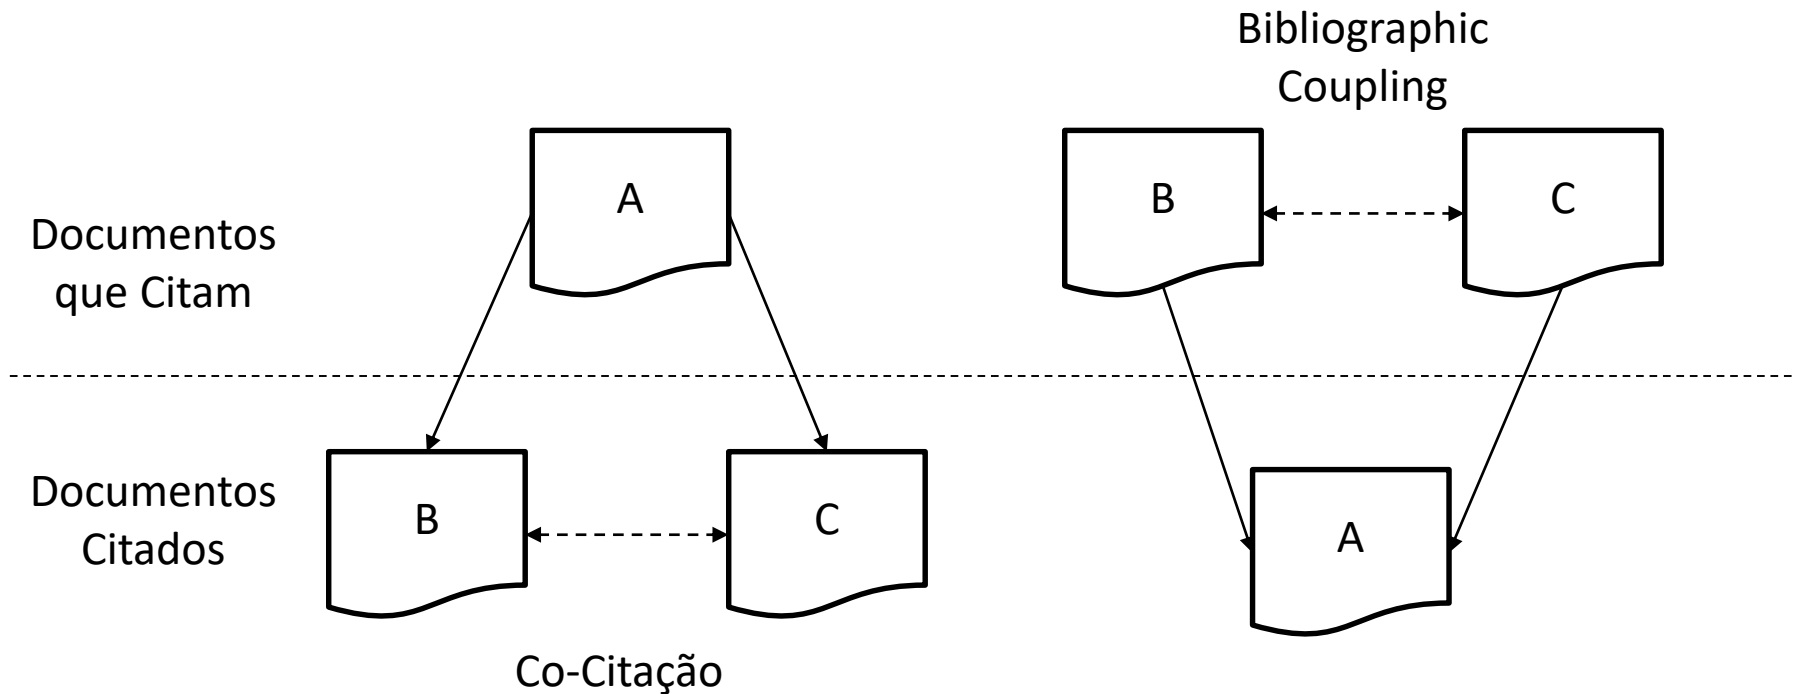 Bibliographic
Coupling
A
B
C
Documentos
que Citam
Documentos
Citados
B
C
A
Co-Citação